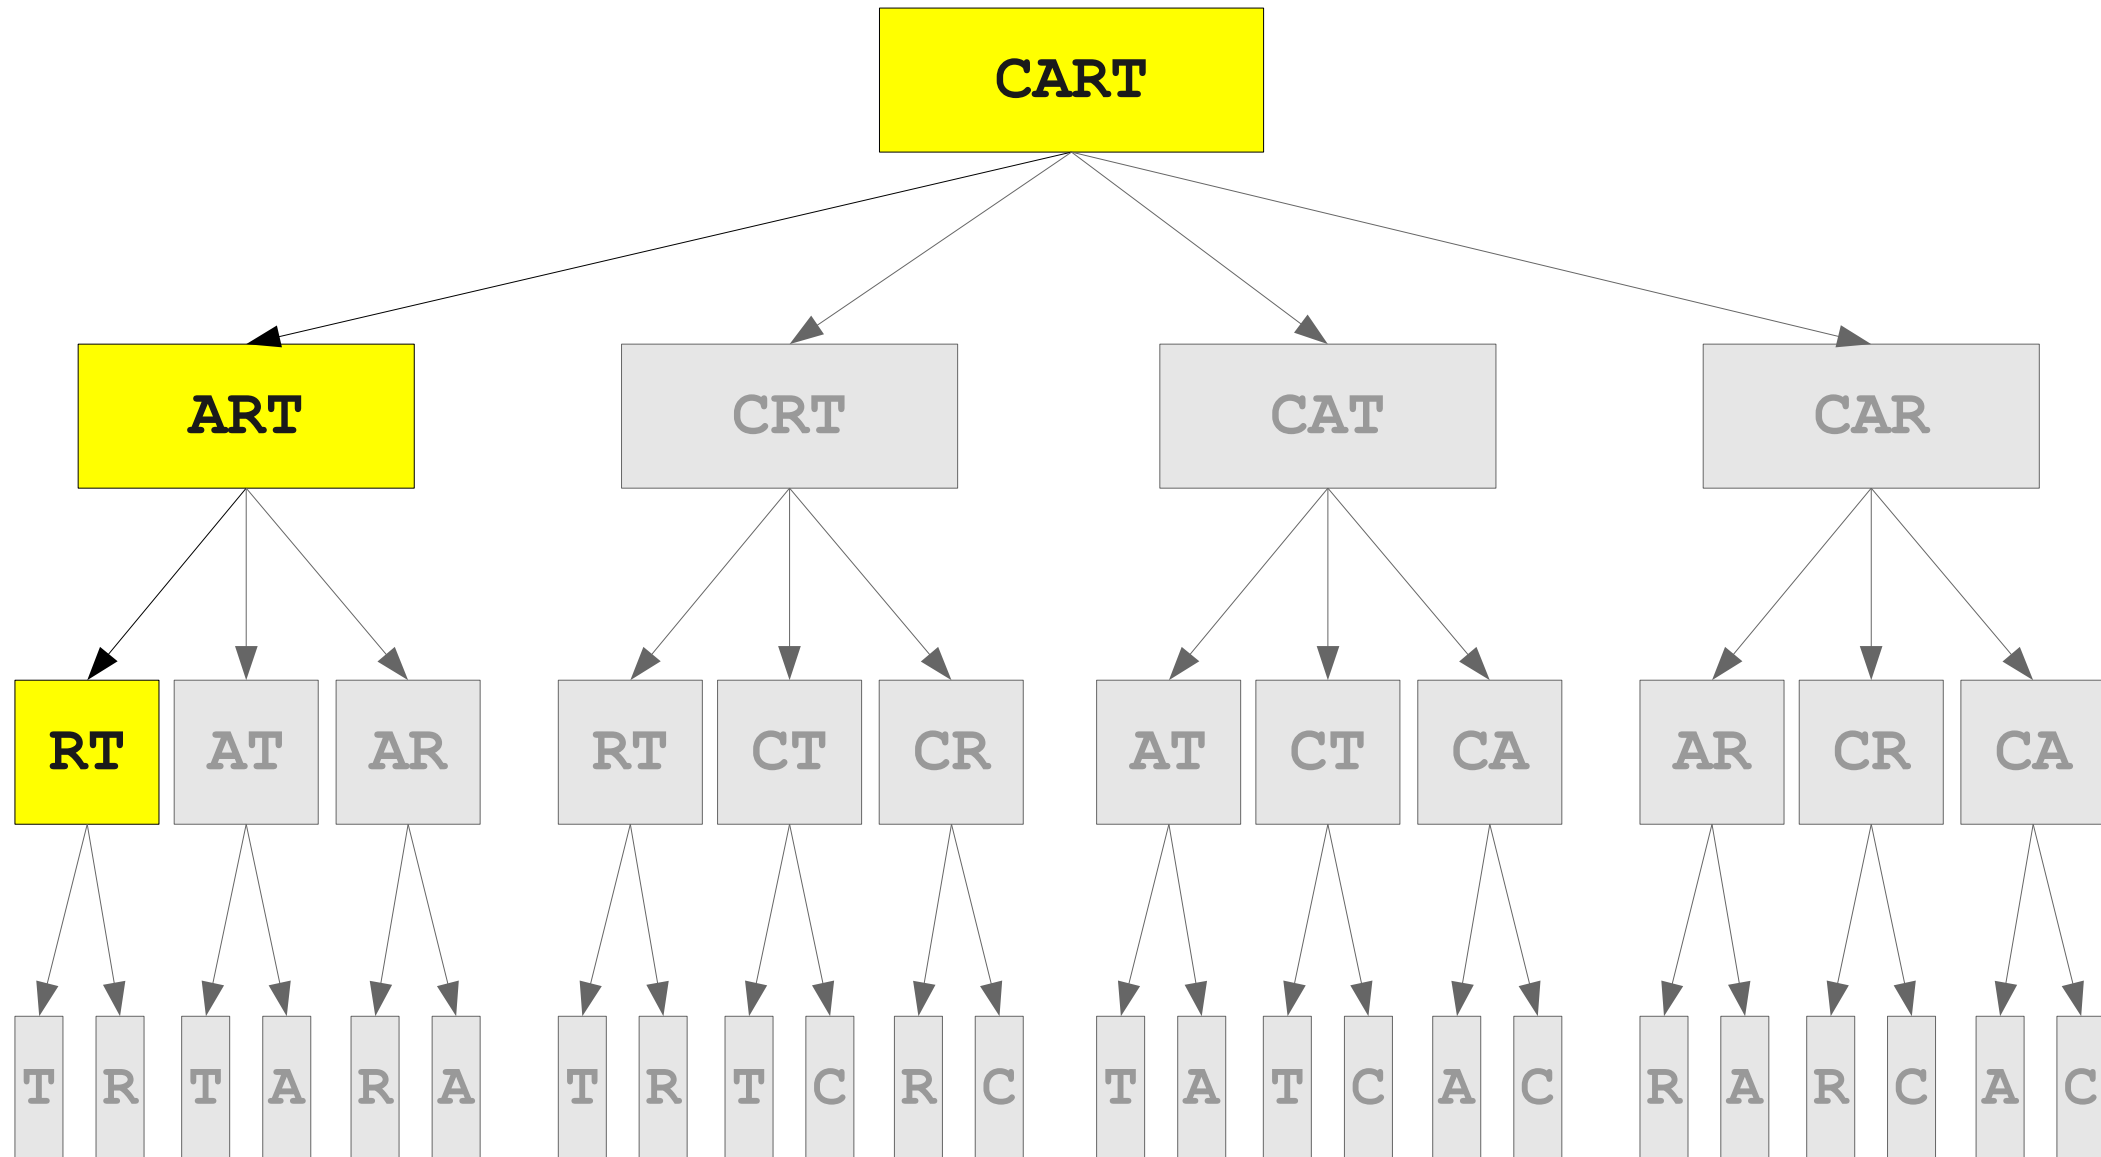 CART
ART CRT CAT CAR
RT AT AR RT CT CR AT CT CA AR CR CA
T R T A R A T R T C R C T A T C A C R A R C A C